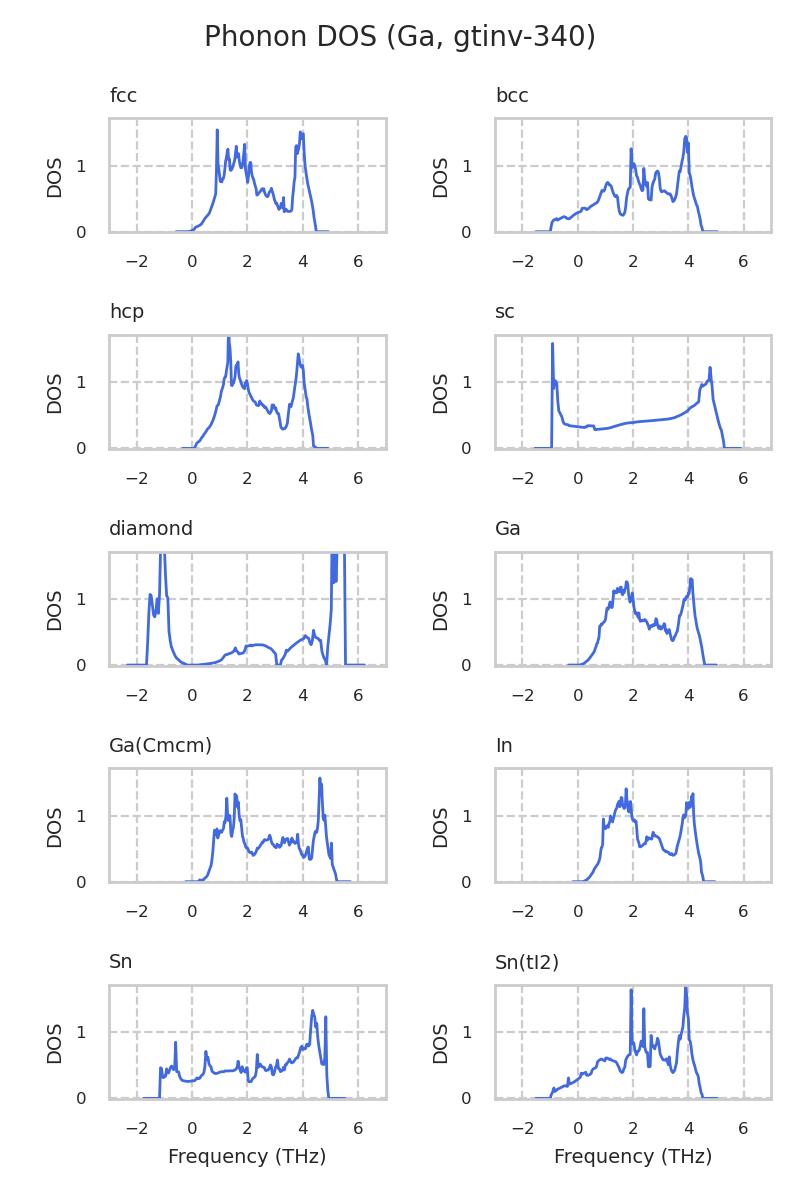 Phonon DOS (Ga, gtinv-340)
fcc
DOS
1
0
−2 0 2 4 6
bcc
DOS
1
0
−2 0 2 4 6
hcp
DOS
1
0
−2 0 2 4 6
sc
DOS
1
0
−2 0 2 4 6
diamond
DOS
1
0
−2 0 2 4 6
Ga
DOS
1
0
−2 0 2 4 6
Ga(Cmcm)
DOS
1
0
−2 0 2 4 6
In
DOS
1
0
−2 0 2 4 6
Sn
DOS
1
0
−2 0 2 4 6
Frequency (THz)
Sn(tI2)
DOS
1
0
−2 0 2 4 6
Frequency (THz)